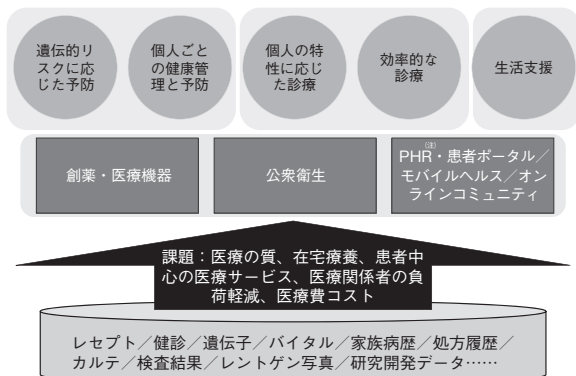 遺伝的リ
スクに応
じた予防
個人ごと
の健康管
理と予防
個人の特
性に応じ
た診療
効率的な
診療
生活支援
創薬・医療機器
公衆衛生
(注)
PHR・患者ポータル／
モバイルヘルス／オン
ラインコミュニティ
課題：医療の質、在宅療養、患者中
心の医療サービス、医療関係者の負
荷軽減、医療費コスト
レセプト／健診／遺伝子／バイタル／家族病歴／処方履歴／
カルテ／検査結果／レントゲン写真／研究開発データ……